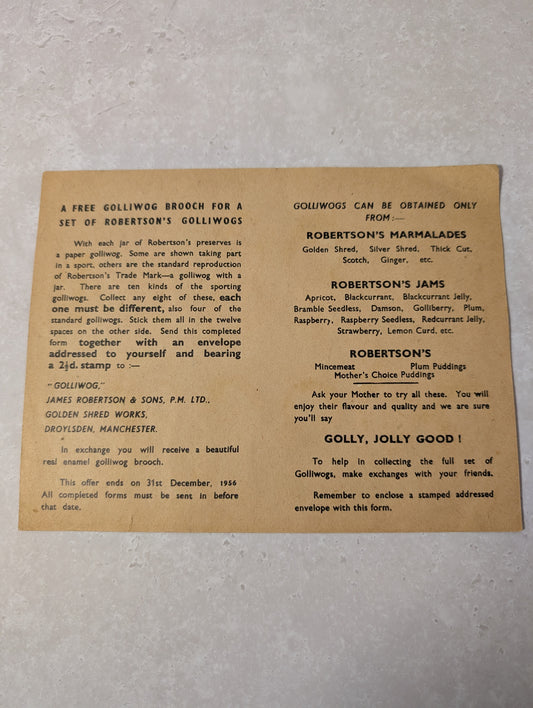 A FREE GOLLIWOG BROOCH FOR A
SET OF ROBERTSON'S GOLLIWOGS
With each jar of Robertson's preserves is
a paper golliwog. Some are shown taking part
in a sport, others are the standard reproduction
of Robertson's Trade Mark—a golliwog with a
jar. There are ten kinds of the sporting
golliwogs. Collect any eight of these, each
one must be different, also four of the
standard golliwogs. Stick them all in the twelve
spaces on the other side. Send this completed
form together with an envelope
addressed to yourself and bearing
a 2½d. stamp to :—
"GOLLIWOG,"
JAMES ROBERTSON & SONS, P.M. LTD.,
GOLDEN SHRED WORKS,
DROYLSDEN, MANCHESTER.
In exchange you will receive a beautiful
real enamel golliwog brooch.
This offer ends on 31st December, 1956
All completed forms must be sent in before
that date.
GOLLIWOGS CAN BE OBTAINED ONLY
FROM :—
ROBERTSON'S MARMALADES
Golden Shred, Silver Shred, Thick Cut,
Scotch, Ginger, etc.
ROBERTSON'S JAMS
Apricot, Blackcurrant, Blackcurrant Jelly,
Bramble Seedless, Damson, Golliberry, Plum,
Raspberry, Raspberry Seedless, Redcurrant Jelly,
Strawberry, Lemon Curd, etc.
ROBERTSON'S
Mincemeat Plum Puddings
Mother's Choice Puddings
Ask your Mother to try all these. You will
enjoy their flavour and quality and we are sure
you'll say
GOLLY, JOLLY GOOD !
To help in collecting the full set of
Golliwogs, make exchanges with your friends.
Remember to enclose a stamped addressed
envelope with this form.